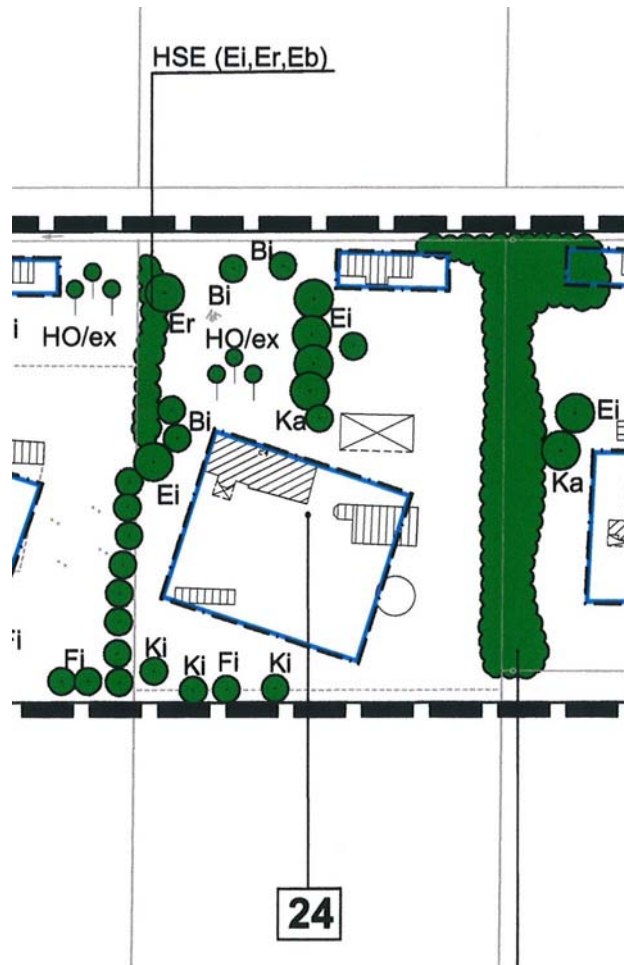 HSE (Ei,Er,Eb)
Bi
Bi
Er
HO/ex
HO/ex
Ei
i
Ka
Bi
Ei
Ei
Ka
Fi
Ki
Ki
Fi
Ki
24